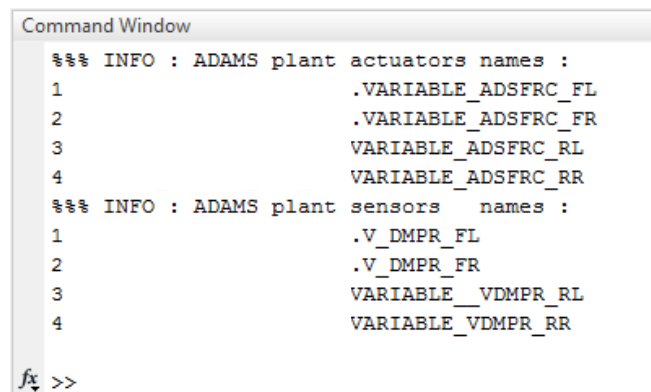 Command Window
%%% INFO : ADAMS plant actuators names :
1 .VARIABLE_ADSFRC_FL
2 .VARIABLE_ADSFRC_FR
3 VARIABLE_ADSFRC_RL
4 VARIABLE_ADSFRC_RR
%%% INFO : ADAMS plant sensors names :
1 .V_DMPR_FL
2 .V_DMPR_FR
3 VARIABLE__VDMPR_RL
4 VARIABLE_VDMPR_RR
fx >>